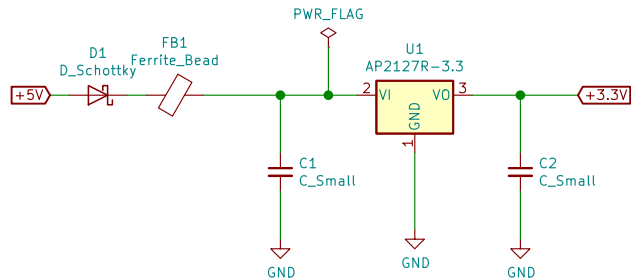 PWR_FLAG
D1
D_Schottky
FB1
Ferrite_Bead
U1
AP2127R-3.3
+5V
2
VI
GND
VO
3
1
+3.3V
C1
C_Small
C2
C_Small
GND
GND
GND